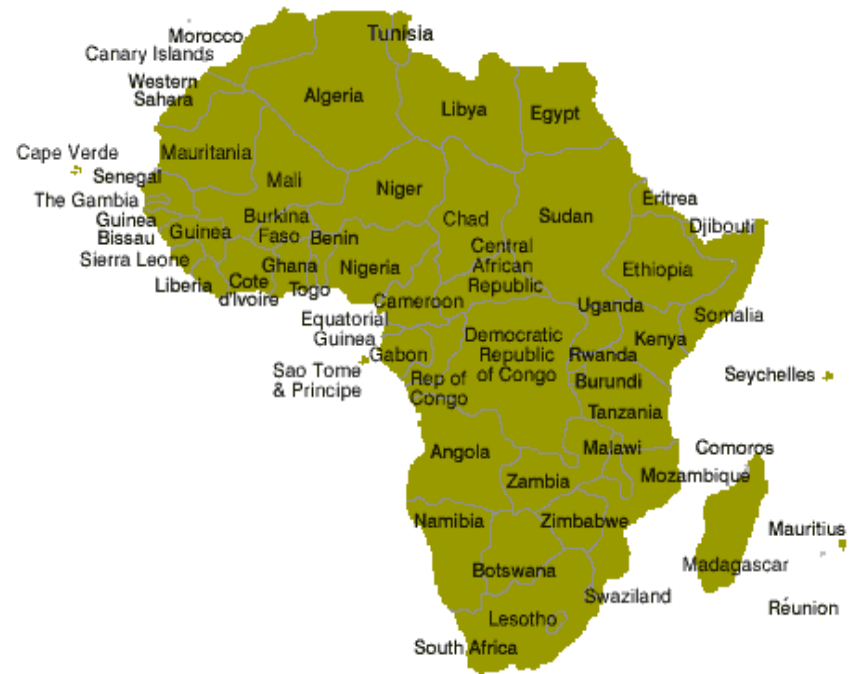 Morocco
Tunisia
Canary Islands
Western
Sahara
Algeria
Libya
Egypt
Cape Verde
Mauritania
Senegal
Mali
Niger
The Gambia
Eritrea
Chad
Sudan
Guinea
Bissau
Burkina
Faso
Djibouti
Guinea
Benin
Central
African
Republic
Sierra Leone
Ghana
Nigeria
Ethiopia
Liberia
Cote
d'Ivoire
Togo
Cameroon
Uganda
Somalia
Equatorial
Guinea
Democratic
Republic
of Congo
Kenya
Gabon
Rwanda
Sao Tome
& Principe
Rep of
Congo
Burundi
Seychelles
Tanzania
Angola
Malawi
Comoros
Zambia
Mozambique
Namibia
Zimbabwe
Mauritius
Botswana
Madagascar
Swaziland
Réunion
Lesotho
South Africa